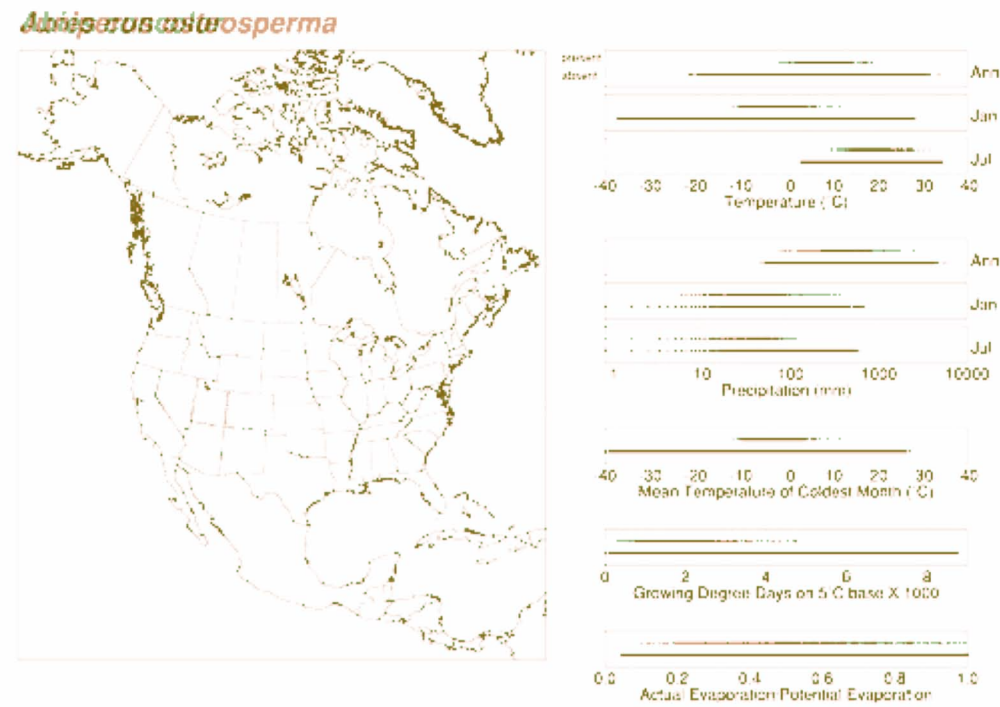 present
absent
Ann
Jan
Jul
-40 -30 -20 -10 0 10 20 30 40
Temperature (°C)
Ann
Jan
Jul
1 10 100 1000 10000
Precipitation (mm)
-40 -30 -20 -10 0 10 20 30 40
Mean Temperature of Coldest Month (°C)
0 2 4 6 8
Growing Degree Days on 5 C base X 1000
0.0 0.2 0.4 0.6 0.8 1.0
Actual Evaporation/Potential Evaporation